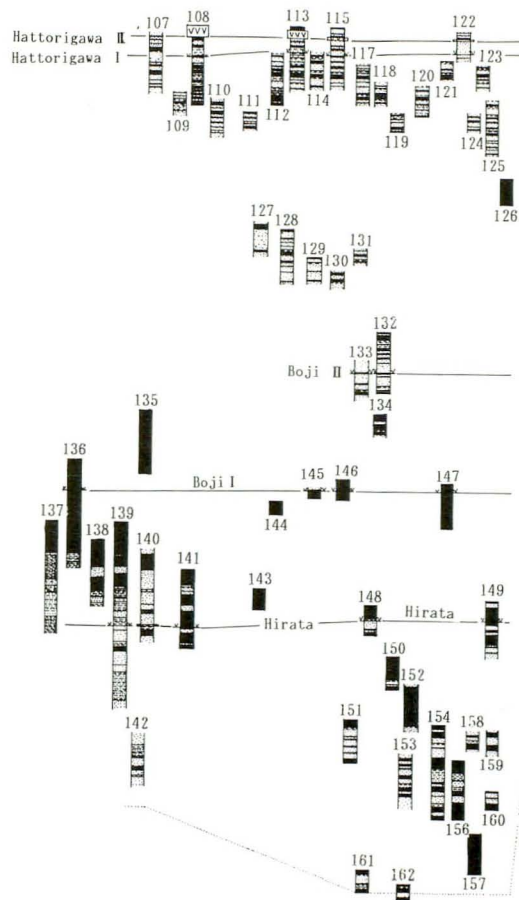 107 108 113 115 122
Hattorigawa Ⅱ
Hattorigawa Ⅰ
117 118 120 121 123
109 110 111 112 114 119 124
125
126
127 128 129 130 131
132
133
Boji Ⅱ
134
135
136 Boji Ⅰ 145 146 147
144
137 138 139 140 141 143 148 149
Hirata Hirata
150
152
142 151 153 154 158
159
156 160
157
161 162